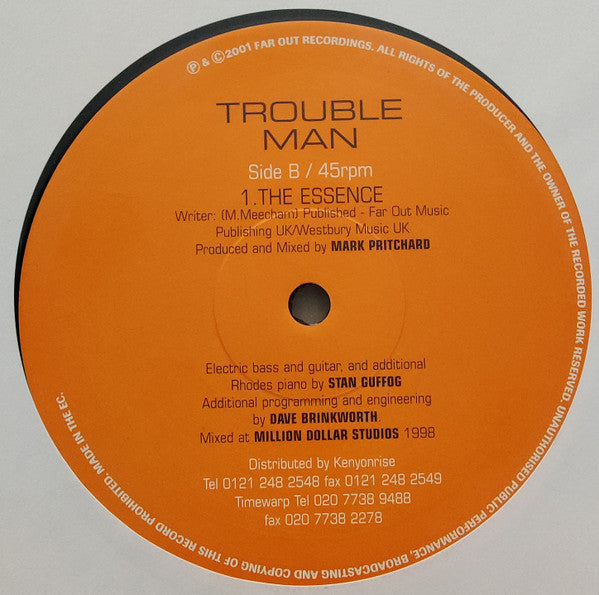 ℗ & ©2001 FAR OUT RECORDINGS. ALL RIGHTS OF THE PRODUCER AND THE OWNER OF THE RECORDED WORK RESERVED. UNAUTHORISED PUBLIC PERFORMANCE, BROADCASTING AND COPYING OF THIS RECORD PROHIBITED. MADE IN THE EC.
TROUBLE
MAN
Side B / 45rpm
1.THE ESSENCE
Writer: (M.Meecham) Published - Far Out Music
Publishing UK/Westbury Music UK
Produced and Mixed by MARK PRITCHARD
Electric bass and guitar, and additional
Rhodes piano by STAN GUFFOG
Additional programming and engineering
by DAVE BRINKWORTH
Mixed at MILLION DOLLAR STUDIOS 1998
Distributed by Kenyonrise
Tel 0121 248 2548 fax 0121 248 2549
Timewarp Tel 020 7738 9488
fax 020 7738 2278